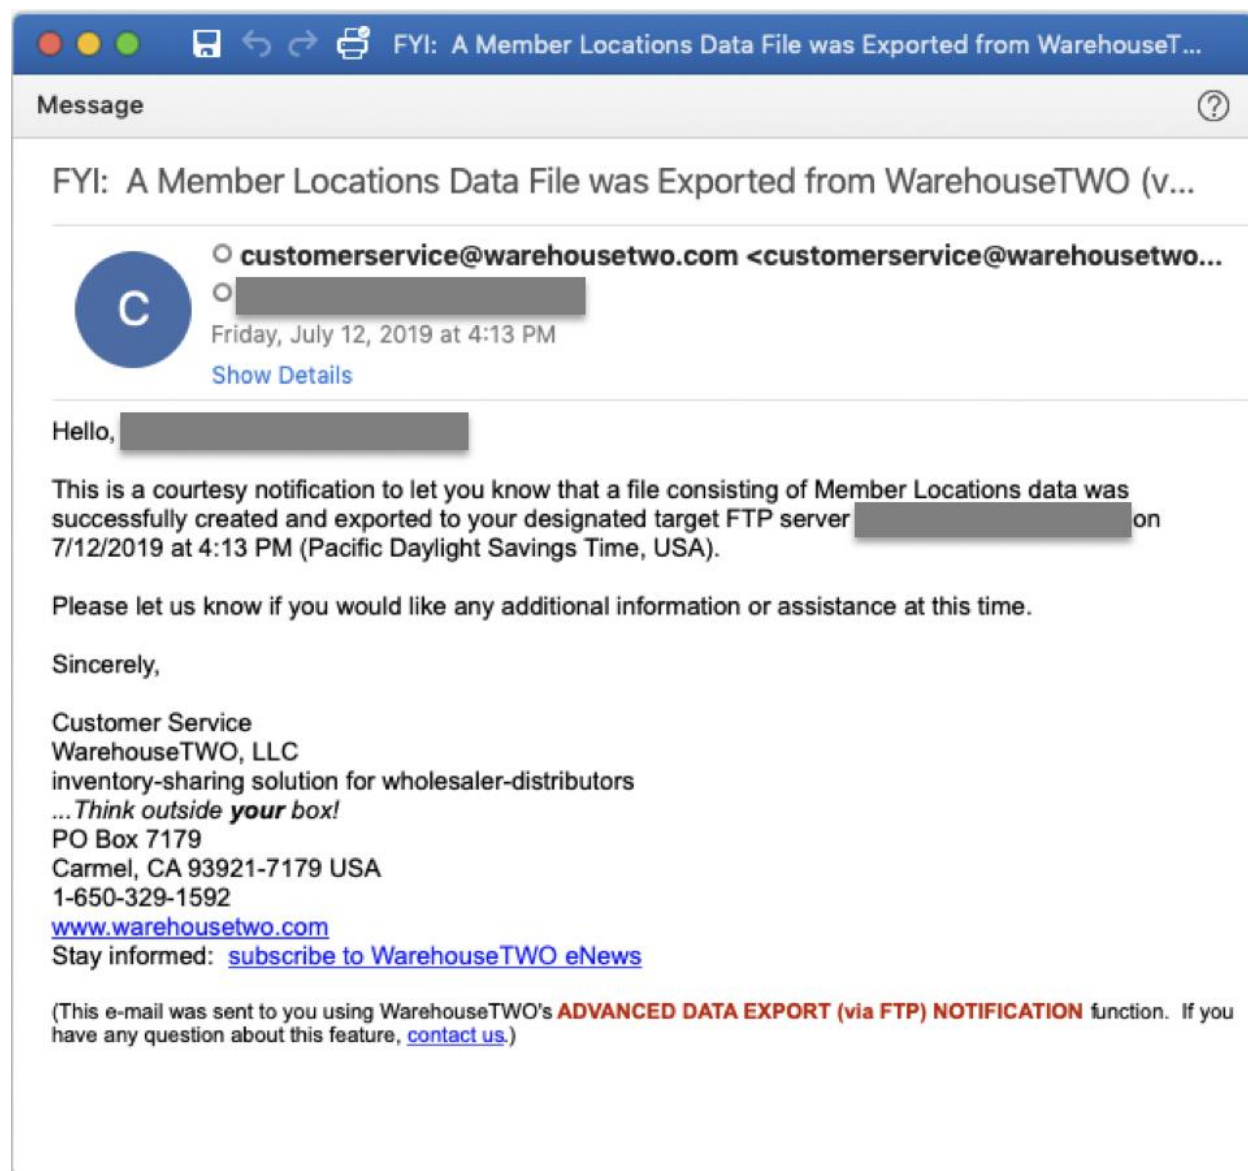 FYI: A Member Locations Data File was Exported from WarehouseT...
Message
FYI: A Member Locations Data File was Exported from WarehouseTWO (v...
C
customerservice@warehousetwo.com <customerservice@warehousetwo...
Friday, July 12, 2019 at 4:13 PM
Show Details
Hello,
This is a courtesy notification to let you know that a file consisting of Member Locations data was
successfully created and exported to your designated target FTP server on
7/12/2019 at 4:13 PM (Pacific Daylight Savings Time, USA).
Please let us know if you would like any additional information or assistance at this time.
Sincerely,
Customer Service
WarehouseTWO, LLC
inventory-sharing solution for wholesaler-distributors
...Think outside your box!
PO Box 7179
Carmel, CA 93921-7179 USA
1-650-329-1592
www.warehousetwo.com
Stay informed: subscribe to WarehouseTWO eNews
(This e-mail was sent to you using WarehouseTWO's ADVANCED DATA EXPORT (via FTP) NOTIFICATION function. If you
have any question about this feature, contact us.)